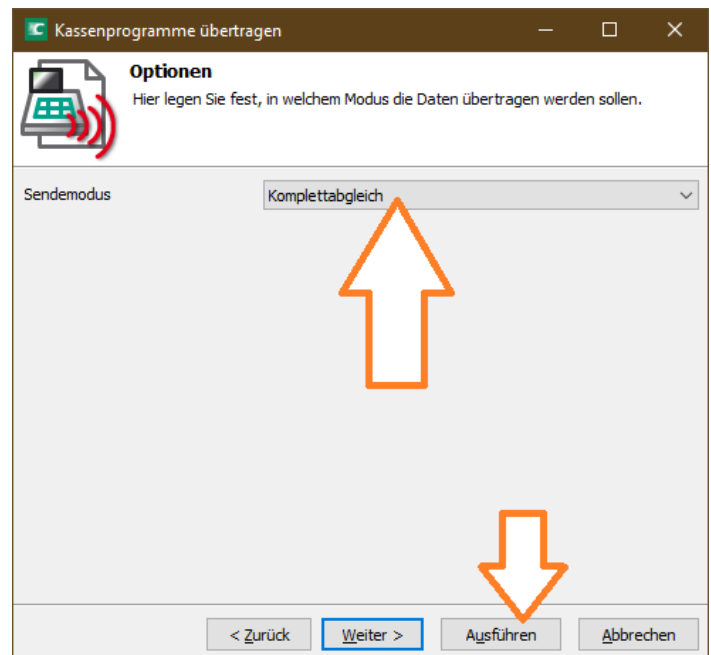 Kassenprogramme übertragen
Optionen
Hier legen Sie fest, in welchem Modus die Daten übertragen werden sollen.
Sendemodus
Komplettabgleich
< Zurück
Weiter >
Ausführen
Abbrechen